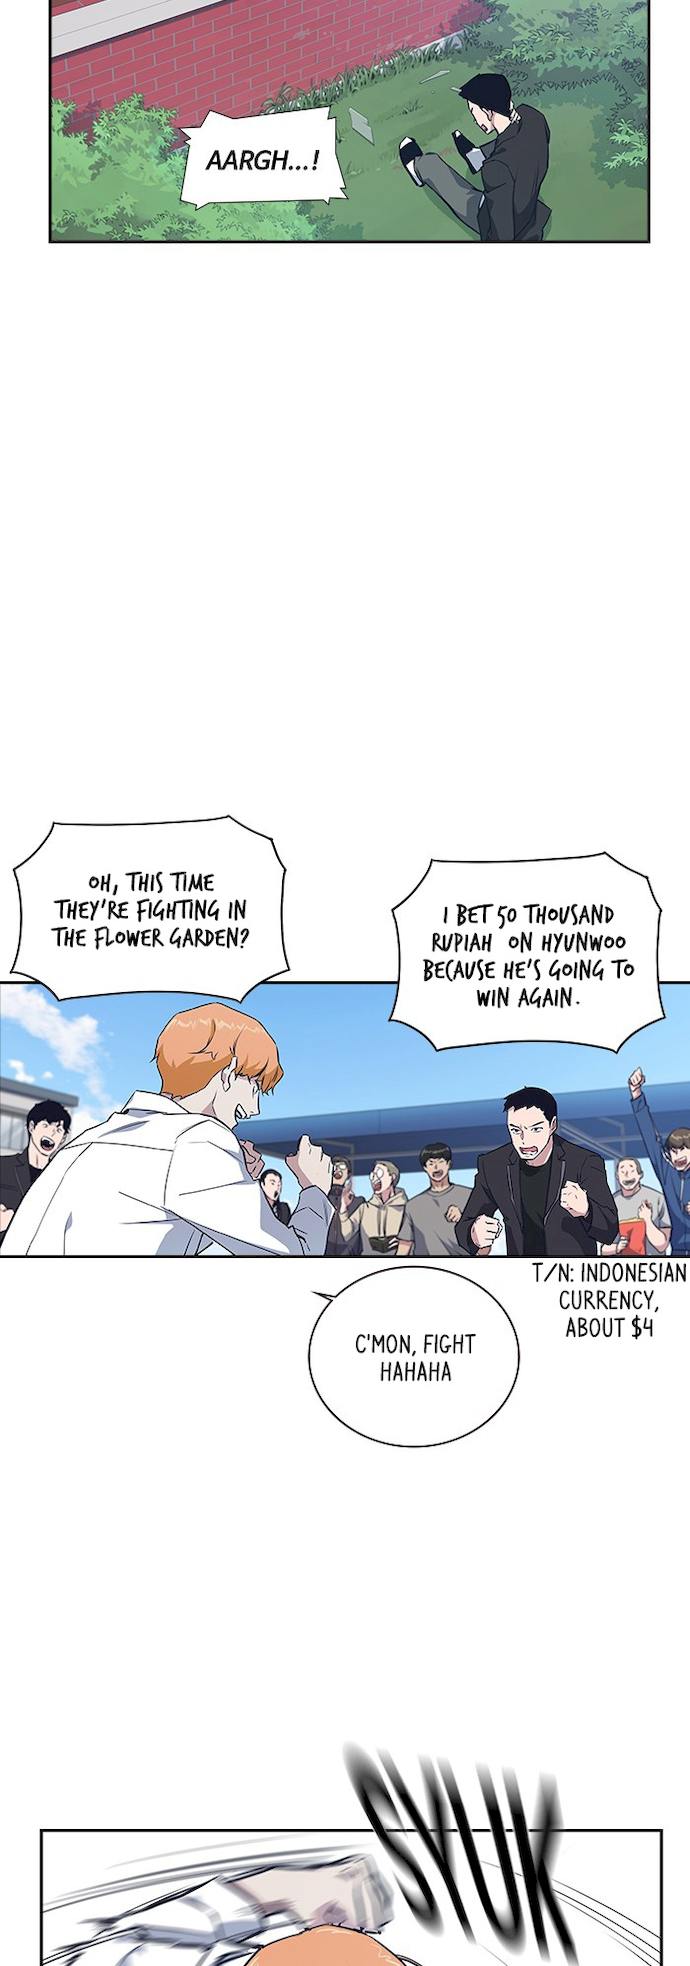 AARGH...!
OH, THIS TIME
THEY'RE FIGHTING IN
THE FLOWER GARDEN?
I BET 50 THOUSAND
RUPIAH ON HYUNWOO
BECAUSE HE'S GOING TO
WIN AGAIN.
T/N: INDONESIAN
CURRENCY,
ABOUT $4
C'MON, FIGHT
HAHAHA
SYUK